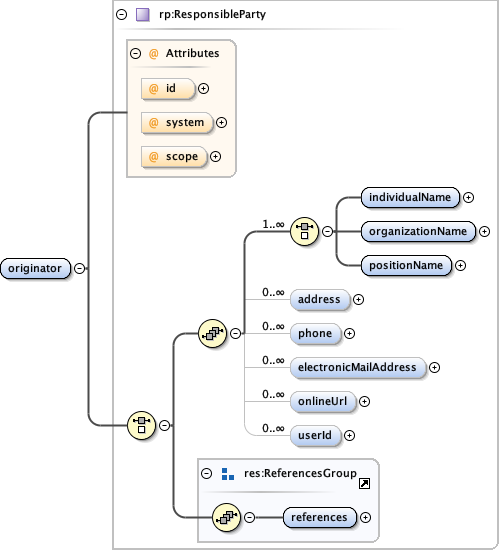 rp:ResponsibleParty
@ Attributes
@ id
@ system
@ scope
originator
1..∞
individualName
organizationName
positionName
0..∞ address
0..∞ phone
0..∞ electronicMailAddress
0..∞ onlineUrl
0..∞ userId
res:ReferencesGroup
references